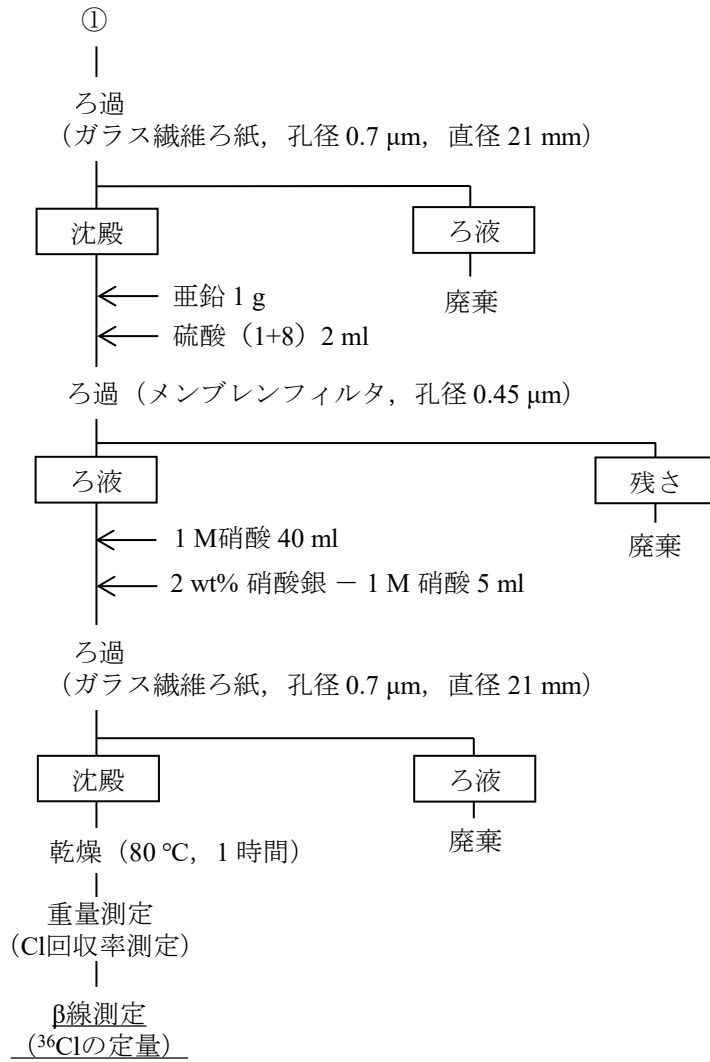 ①
ろ過
（ガラス繊維ろ紙，孔径 0.7 μm，直径 21 mm）
沈殿
ろ液
廃棄
亜鉛 1 g
硫酸（1+8）2 ml
ろ過（メンブレンフィルタ，孔径 0.45 μm）
ろ液
残さ
廃棄
1 M硝酸 40 ml
2 wt% 硝酸銀 － 1 M 硝酸 5 ml
ろ過
（ガラス繊維ろ紙，孔径 0.7 μm，直径 21 mm）
沈殿
ろ液
廃棄
乾燥（80 °C，1 時間）
重量測定
（Cl回収率測定）
β線測定
（³⁶Clの定量）